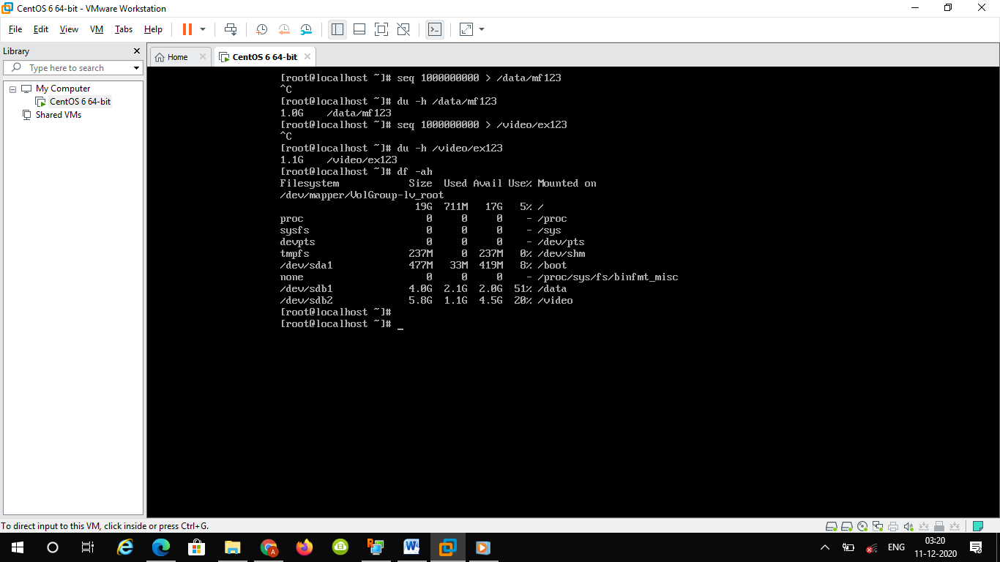 CentOS 6 64-bit - VMware Workstation
File Edit View VM Tabs Help
Library
Type here to search
My Computer
CentOS 6 64-bit
Shared VMs
Home
CentOS 6 64-bit
[root@localhost ~]# seq 1000000000 > /data/mf123
^C
[root@localhost ~]# du -h /data/mf123
1.0G /data/mf123
[root@localhost ~]# seq 1000000000 > /video/ex123
^C
[root@localhost ~]# du -h /video/ex123
1.1G /video/ex123
[root@localhost ~]# df -ah
Filesystem Size Used Avail Use% Mounted on
/dev/mapper/VolGroup-lv_root
19G 711M 17G 5% /
proc 0 0 0 - /proc
sysfs 0 0 0 - /sys
devpts 0 0 0 - /dev/pts
tmpfs 237M 0 237M 0% /dev/shm
/dev/sda1 477M 33M 419M 8% /boot
none 0 0 0 - /proc/sys/fs/binfmt_misc
/dev/sdb1 4.0G 2.1G 2.0G 51% /data
/dev/sdb2 5.8G 1.1G 4.5G 20% /video
[root@localhost ~]#
[root@localhost ~]# _
To direct input to this VM, click inside or press Ctrl+G.
ENG
03:20
11-12-2020